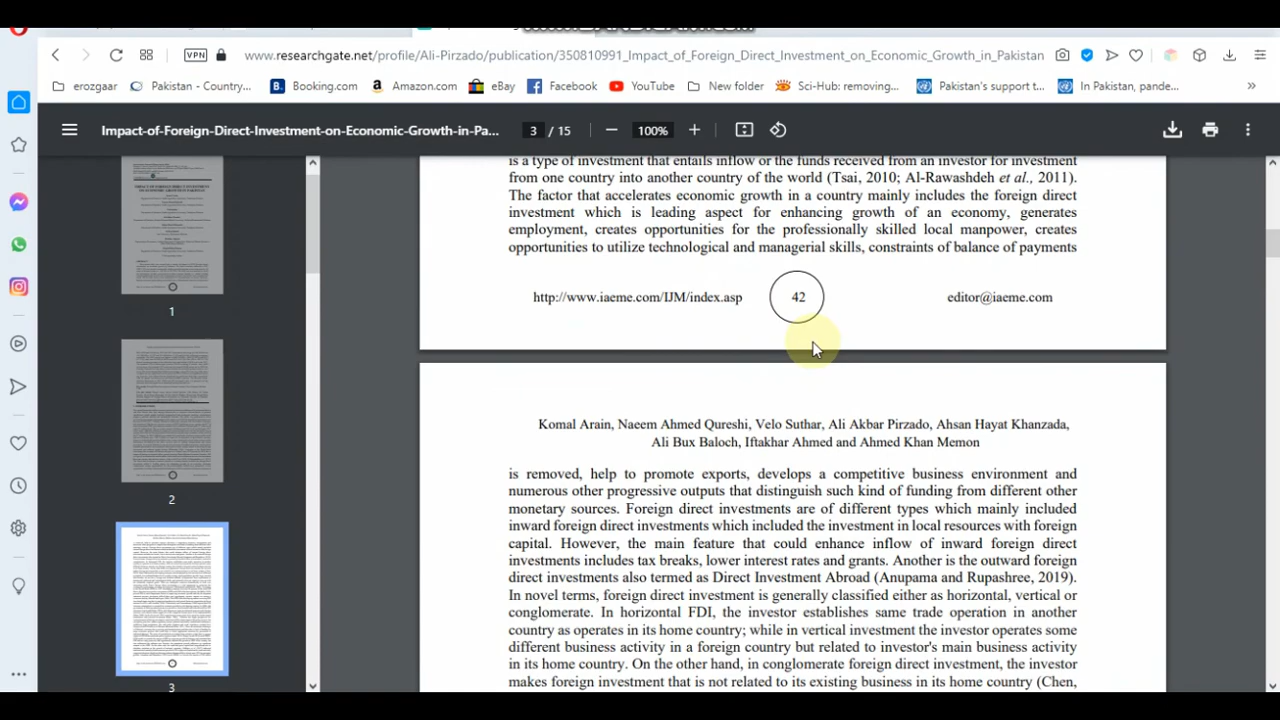 VPN
www.researchgate.net/profile/Ali-Pirzado/publication/350810991_Impact_of_Foreign_Direct_Investment_on_Economic_Growth_in_Pakistan
erozgaar
Pakistan - Country...
Booking.com
Amazon.com
eBay
Facebook
YouTube
New folder
Sci-Hub: removing...
Pakistan's support t...
In Pakistan, pande...
»
Impact-of-Foreign-Direct-Investment-on-Economic-Growth-in-Pa...
3 / 15
100%
1
2
3
is a type of investment that entails inflow or the funds received from an investor for investment
from one country into another country of the world (Tsai, 2010; Al-Rawashdeh et al., 2011).
The factor that accelerates economic growth in a country mainly includes the foreign direct
investment which is leading aspect for enhancing growth of an economy, generates
employment, creates opportunities for the professionally skilled local manpower, creates
opportunities to utilize technological and managerial skills, restraints of balance of payments
http://www.iaeme.com/IJM/index.asp
42
editor@iaeme.com
Komal Arain, Naeem Ahmed Qureshi, Velo Suthar, Ali Akbar Pirzado, Ahsan Hayat Khanzada,
Ali Bux Baloch, Iftakhar Ahmed and Ahmed Khan Memon
is removed, help to promote exports, develops a competitive business environment and
numerous other progressive outputs that distinguish such kind of funding from different other
monetary sources. Foreign direct investments are of different types which mainly included
inward foreign direct investments which included the investment in local resources with foreign
capital. However, the main feature that could enhance inflow of inward foreign direct
investments includes tax breaks, lower interest rates and grants. Another is the outward foreign
direct investment also termed as Direct investment abroad (Anupama and Rupashree, 2019).
In novel terms, foreign direct investment is generally classified either as horizontal, vertical or
conglomerate. In horizontal FDI, the investor establishes same trade operation in another
country as operates in its home country; while in vertical investment the investor operates some
different business activity in a foreign country but related to investor's main business activity
in its home country. On the other hand, in conglomerate foreign direct investment, the investor
makes foreign investment that is not related to its existing business in its home country (Chen,